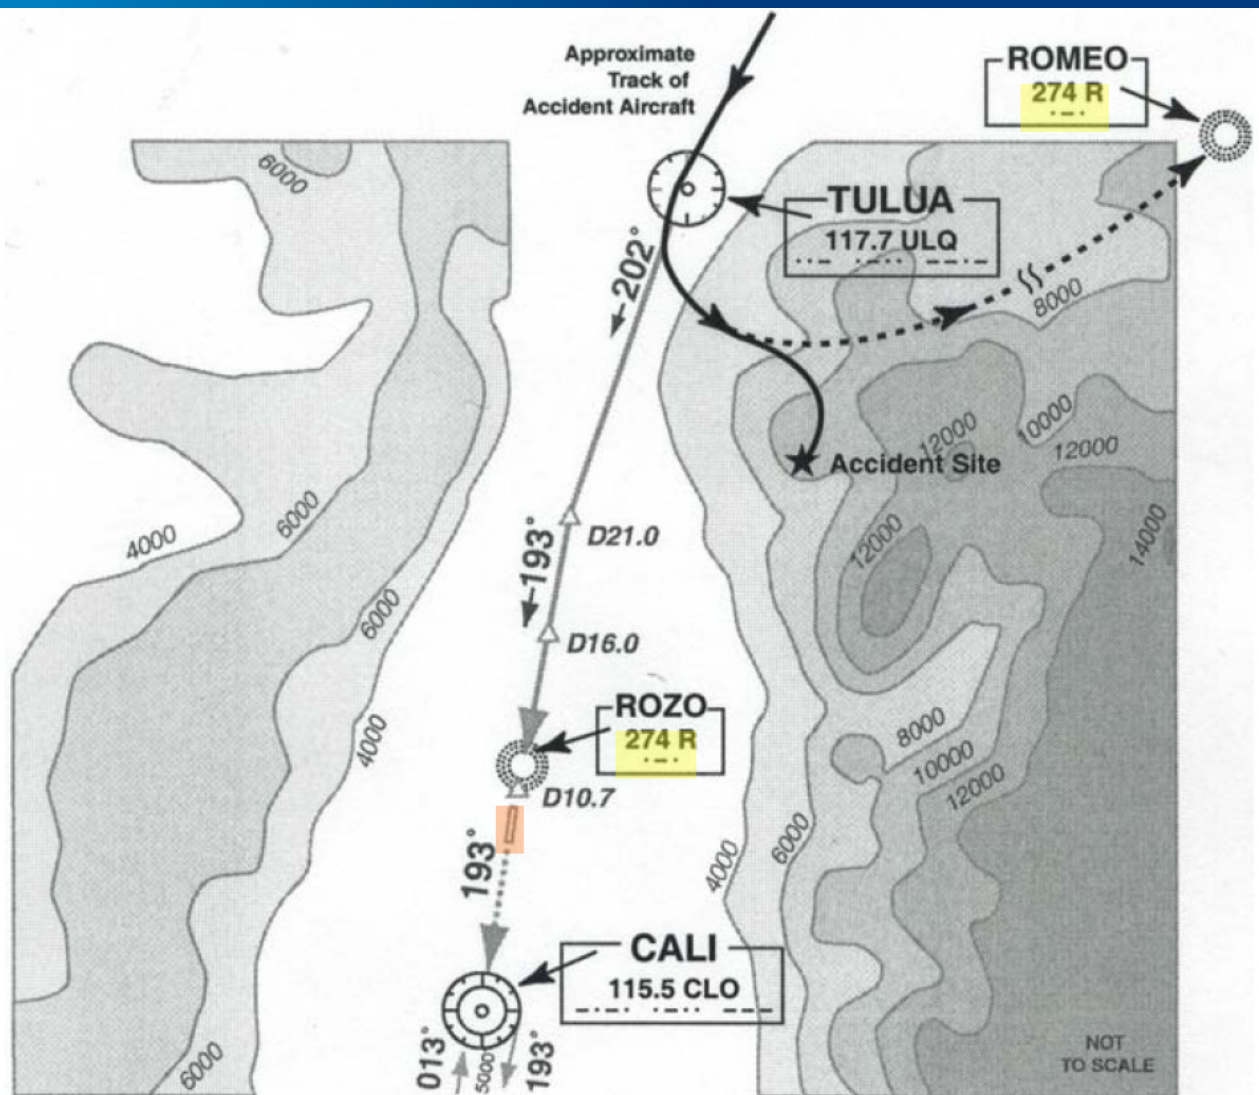 Approximate
Track of
Accident Aircraft
ROMEO
274 R
6000
TULUA
117.7 ULQ
202°
8000
12000
10000
12000
Accident Site
4000
6000
193°
D21.0
12000
14000
6000
D16.0
ROZO
274 R
4000
8000
10000
12000
D10.7
193°
4000
6000
CALI
115.5 CLO
013°
5000
193°
6000
NOT
TO SCALE